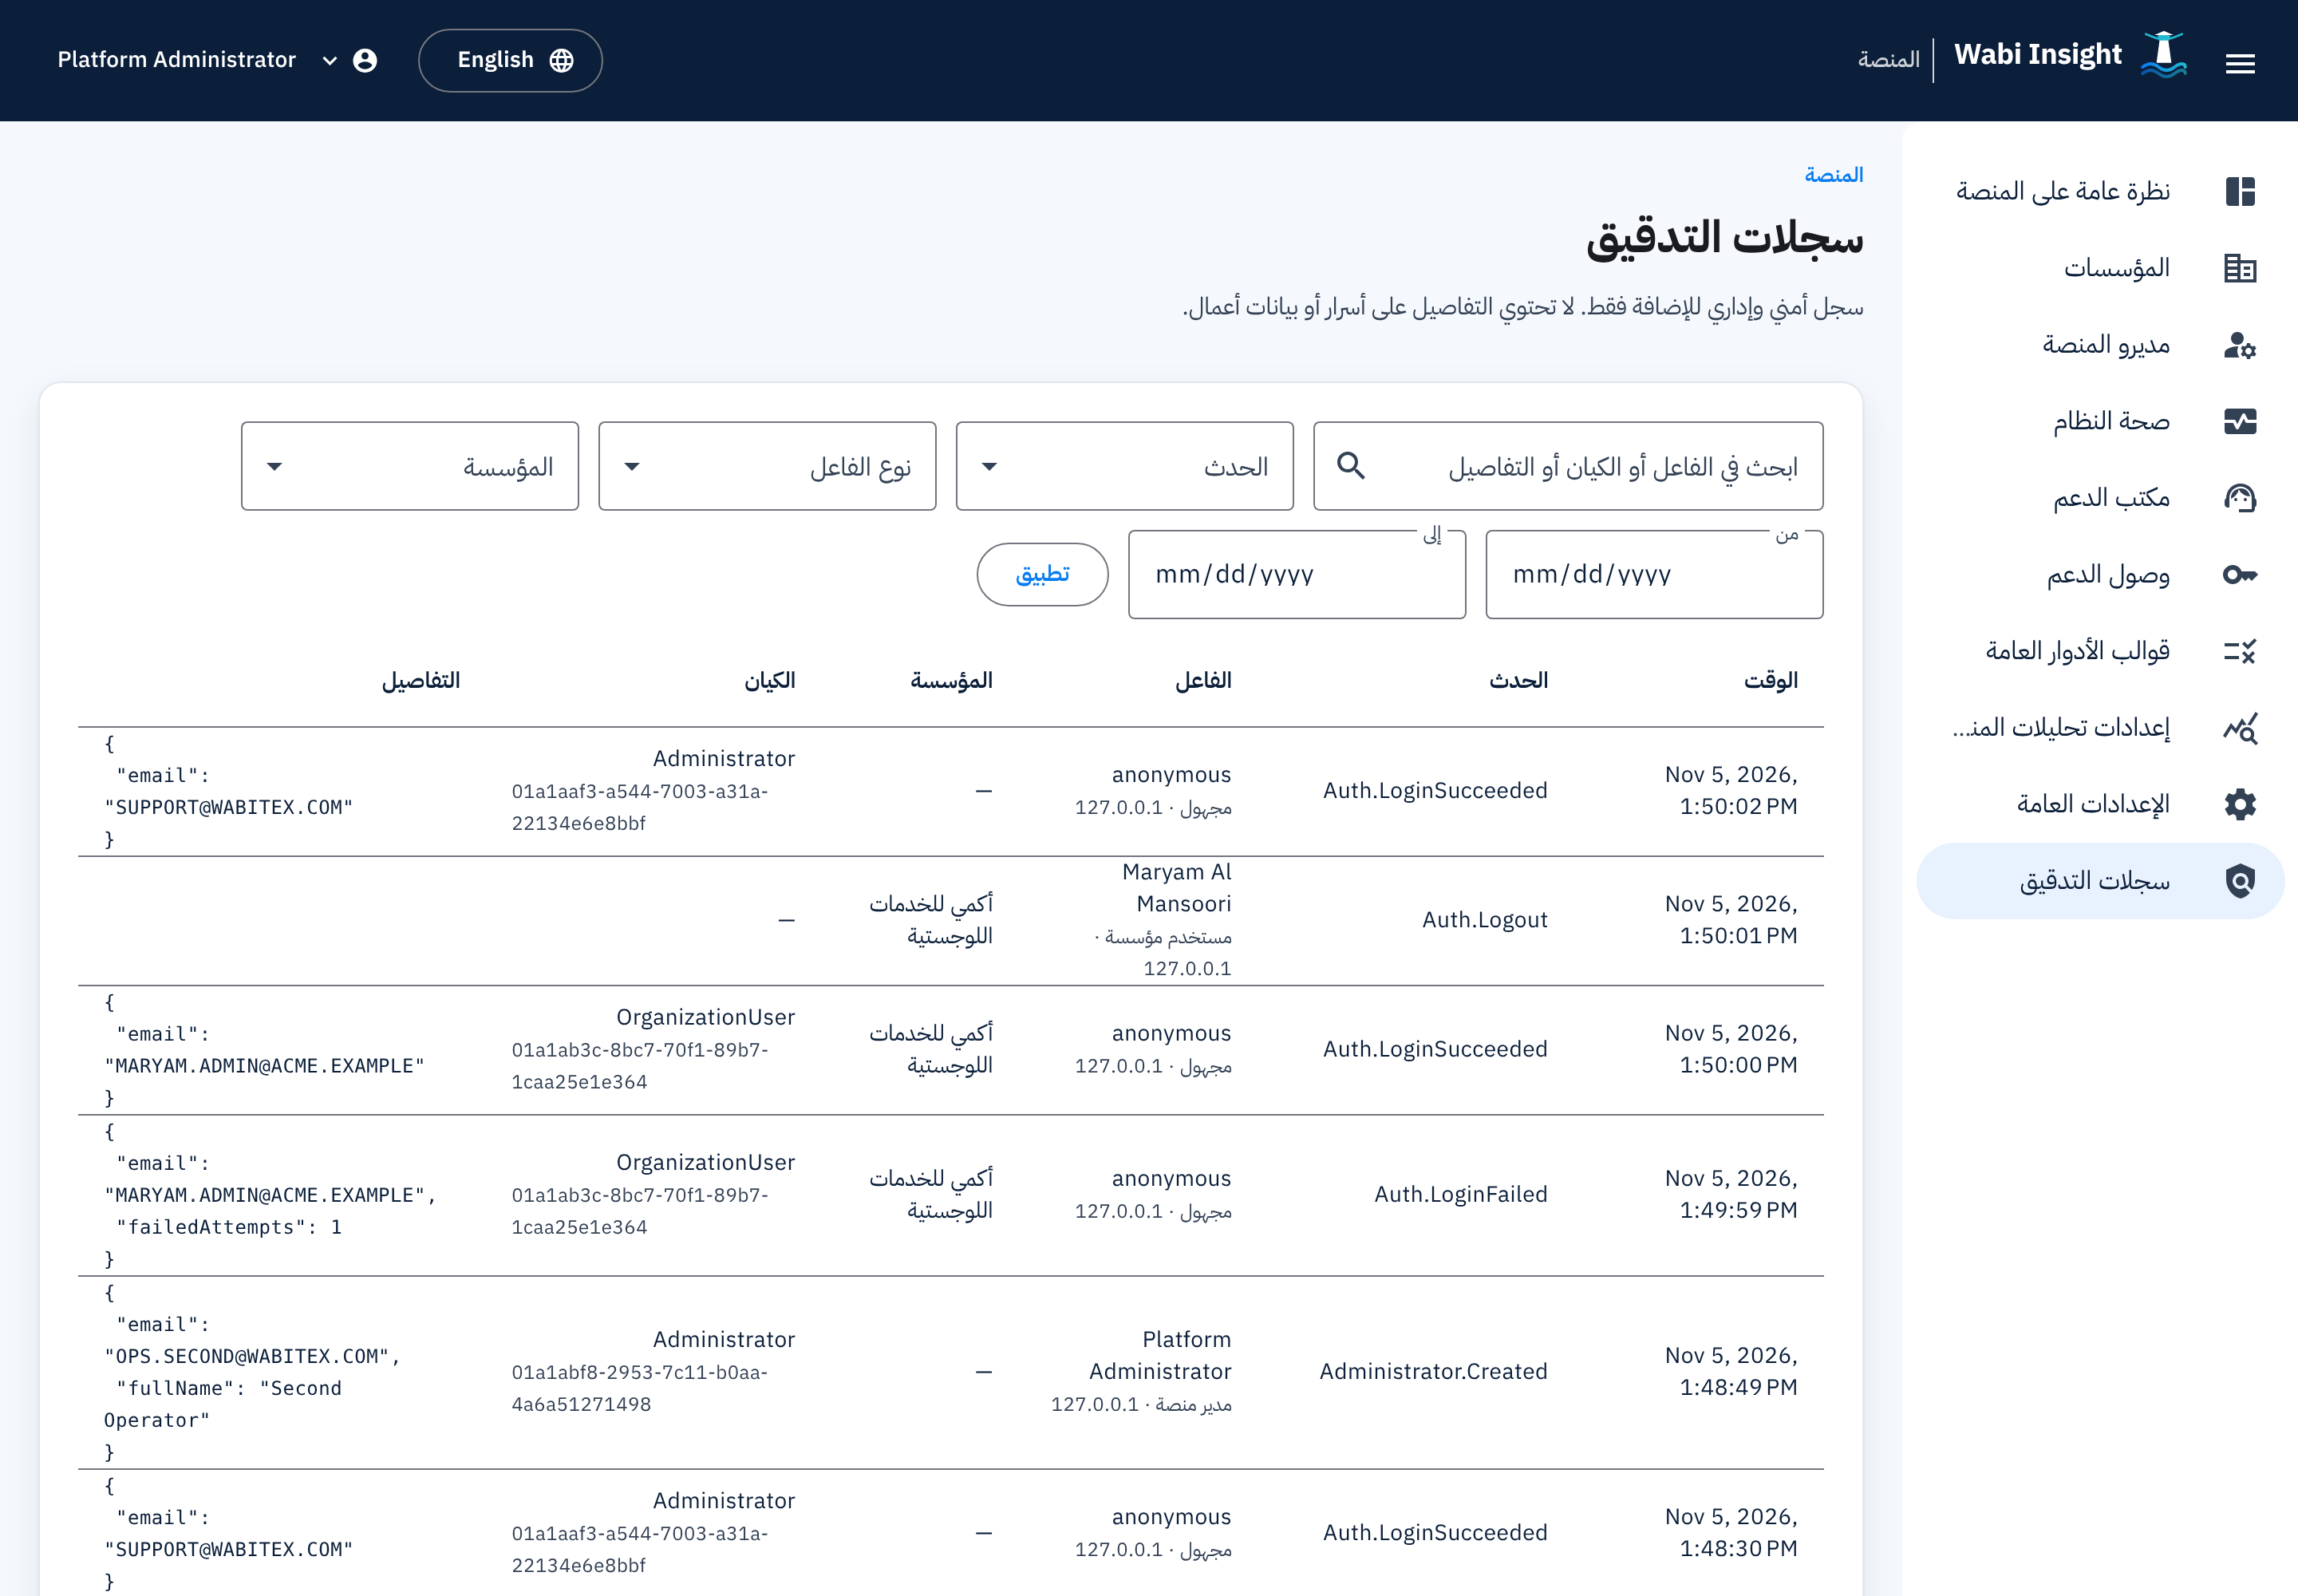 Wabi Insight
المنصة
English
Platform Administrator
نظرة عامة على المنصة
المؤسسات
مديرو المنصة
صحة النظام
مكتب الدعم
وصول الدعم
قوالب الأدوار العامة
إعدادات تحليلات المنـ...
الإعدادات العامة
سجلات التدقيق
المنصة
سجلات التدقيق
سجل أمني وإداري للإضافة فقط. لا تحتوي التفاصيل على أسرار أو بيانات أعمال.
ابحث في الفاعل أو الكيان أو التفاصيل
الحدث
نوع الفاعل
المؤسسة
من
mm/dd/yyyy
إلى
mm/dd/yyyy
تطبيق
الوقت
الحدث
الفاعل
المؤسسة
الكيان
التفاصيل
Nov 5, 2026,
1:50:02 PM
Auth.LoginSucceeded
anonymous
مجهول · 127.0.0.1
—
Administrator
01a1aaf3-a544-7003-a31a-
22134e6e8bbf
{
"email":
"SUPPORT@WABITEX.COM"
}
Nov 5, 2026,
1:50:01 PM
Auth.Logout
Maryam Al
Mansoori
مستخدم مؤسسة ·
127.0.0.1
أكمي للخدمات
اللوجستية
—
Nov 5, 2026,
1:50:00 PM
Auth.LoginSucceeded
anonymous
مجهول · 127.0.0.1
أكمي للخدمات
اللوجستية
OrganizationUser
01a1ab3c-8bc7-70f1-89b7-
1caa25e1e364
{
"email":
"MARYAM.ADMIN@ACME.EXAMPLE"
}
Nov 5, 2026,
1:49:59 PM
Auth.LoginFailed
anonymous
مجهول · 127.0.0.1
أكمي للخدمات
اللوجستية
OrganizationUser
01a1ab3c-8bc7-70f1-89b7-
1caa25e1e364
{
"email":
"MARYAM.ADMIN@ACME.EXAMPLE",
"failedAttempts": 1
}
Nov 5, 2026,
1:48:49 PM
Administrator.Created
Platform
Administrator
مدير منصة · 127.0.0.1
—
Administrator
01a1abf8-2953-7c11-b0aa-
4a6a51271498
{
"email":
"OPS.SECOND@WABITEX.COM",
"fullName": "Second
Operator"
}
Nov 5, 2026,
1:48:30 PM
Auth.LoginSucceeded
anonymous
مجهول · 127.0.0.1
—
Administrator
01a1aaf3-a544-7003-a31a-
22134e6e8bbf
{
"email":
"SUPPORT@WABITEX.COM"
}